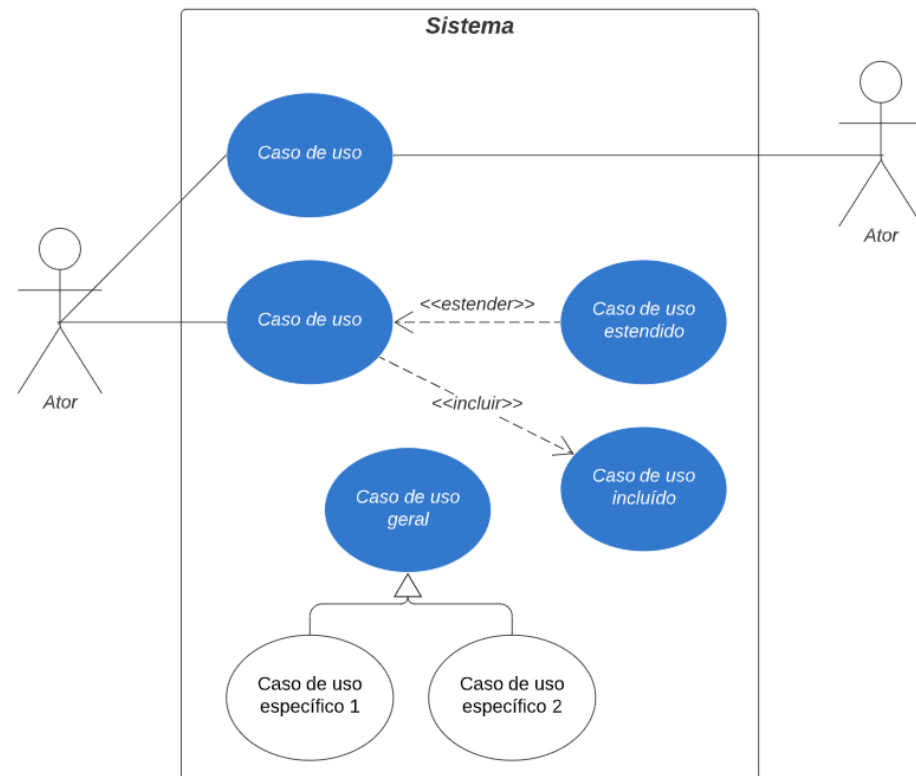 Sistema
Caso de uso
Ator
Caso de uso
<<estender>>
Caso de uso
estendido
Ator
<<incluir>>
Caso de uso
incluído
Caso de uso
geral
Caso de uso
específico 1
Caso de uso
específico 2